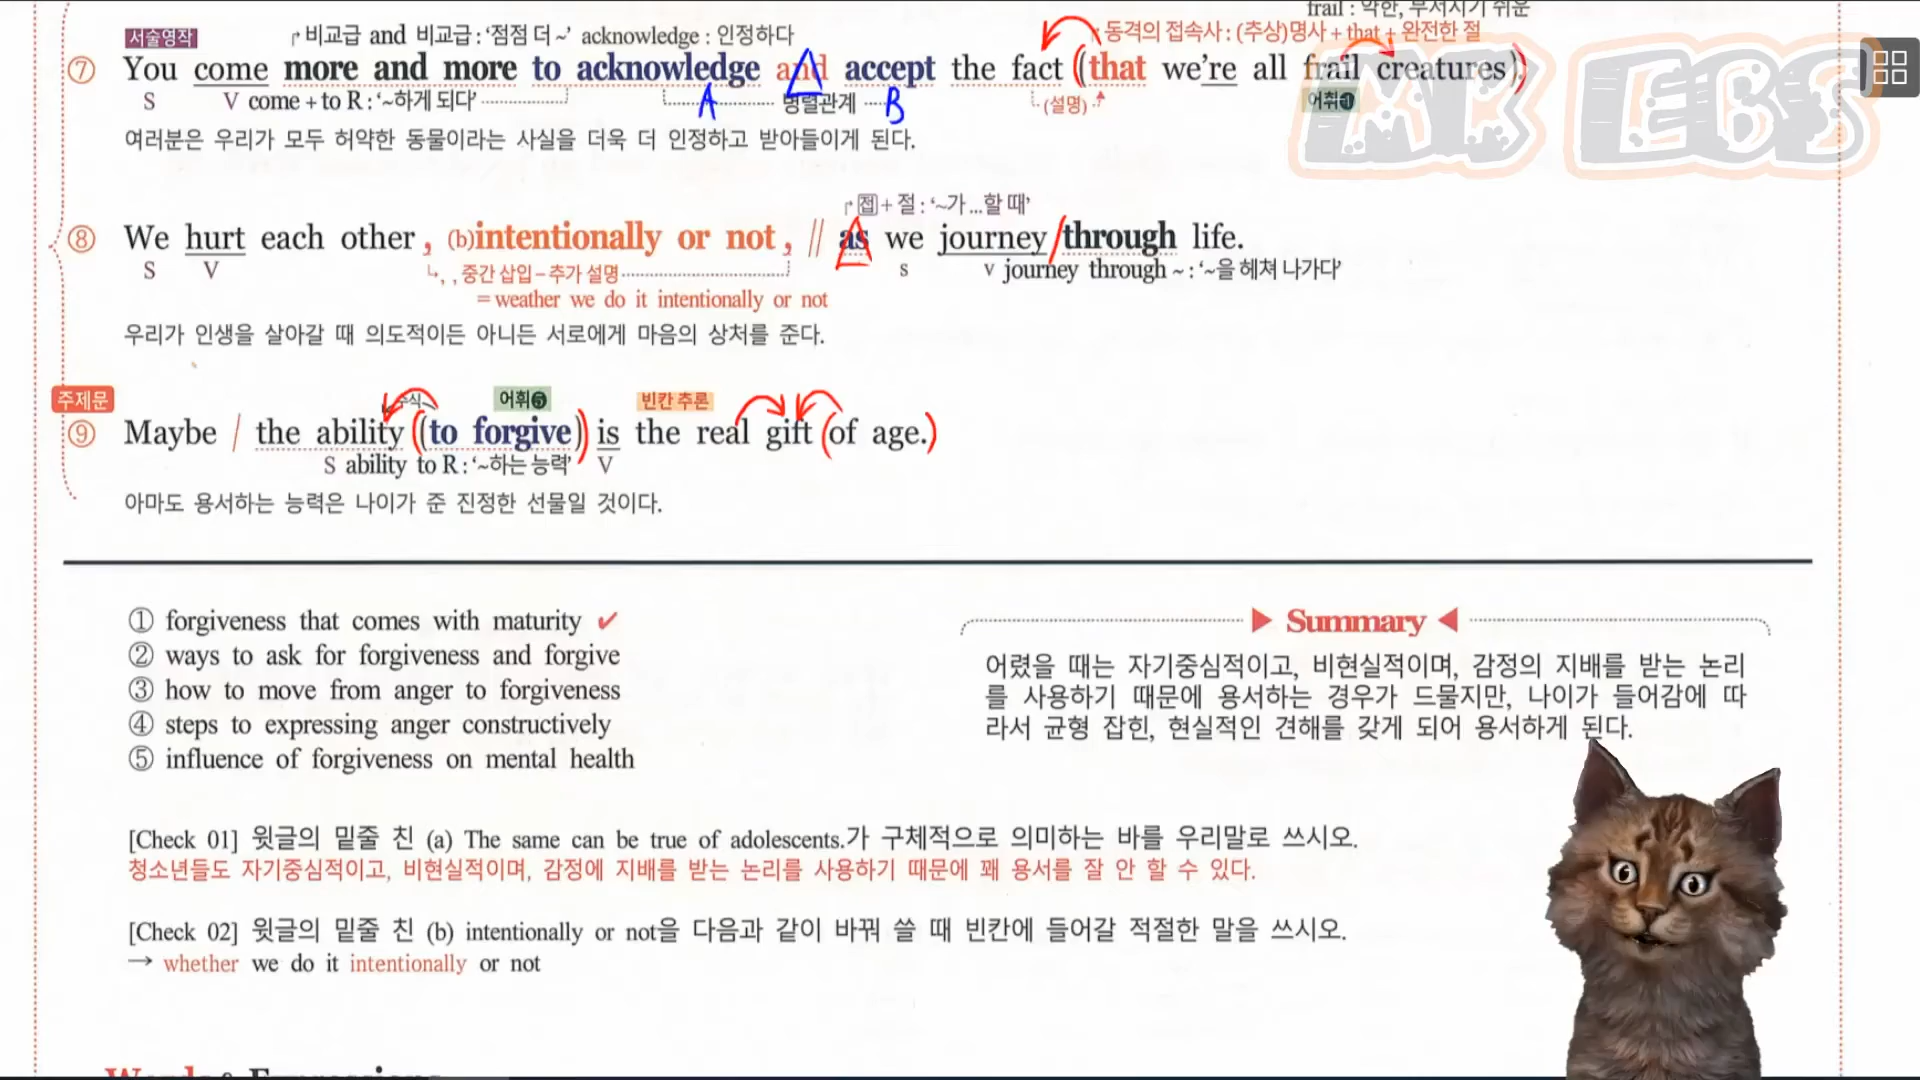 frail : 약한, 부서지기 쉬운
서술영작 비교급 and 비교급 : ‘점점 더 ~’ acknowledge : 인정하다 동격의 접속사 : (추상)명사 + that + 완전한 절
⑦ You come more and more to acknowledge and accept the fact (that we're all frail creatures).
S V come + to R : ‘~하게 되다’ A 병렬관계 B (설명) 어휘❶
여러분은 우리가 모두 허약한 동물이라는 사실을 더욱 더 인정하고 받아들이게 된다.
MR EBS
접 + 절 : ‘~가 ... 할 때’
⑧ We hurt each other, (b)intentionally or not, // as we journey / through life.
S V , , 중간 삽입 – 추가 설명 s v journey through ~ : ‘~을 헤쳐 나가다’
= weather we do it intentionally or not
우리가 인생을 살아갈 때 의도적이든 아니든 서로에게 마음의 상처를 준다.
주제문 어휘❺ 빈칸 추론
⑨ Maybe / the ability (to forgive) is the real gift (of age.)
S ability to R : ‘~하는 능력’ V
아마도 용서하는 능력은 나이가 준 진정한 선물일 것이다.
① forgiveness that comes with maturity ✓
② ways to ask for forgiveness and forgive
③ how to move from anger to forgiveness
④ steps to expressing anger constructively
⑤ influence of forgiveness on mental health
▶ Summary ◀
어렸을 때는 자기중심적이고, 비현실적이며, 감정의 지배를 받는 논리
를 사용하기 때문에 용서하는 경우가 드물지만, 나이가 들어감에 따
라서 균형 잡힌, 현실적인 견해를 갖게 되어 용서하게 된다.
[Check 01] 윗글의 밑줄 친 (a) The same can be true of adolescents.가 구체적으로 의미하는 바를 우리말로 쓰시오.
청소년들도 자기중심적이고, 비현실적이며, 감정에 지배를 받는 논리를 사용하기 때문에 꽤 용서를 잘 안 할 수 있다.
[Check 02] 윗글의 밑줄 친 (b) intentionally or not을 다음과 같이 바꿔 쓸 때 빈칸에 들어갈 적절한 말을 쓰시오.
→ whether we do it intentionally or not
Words & Expressions